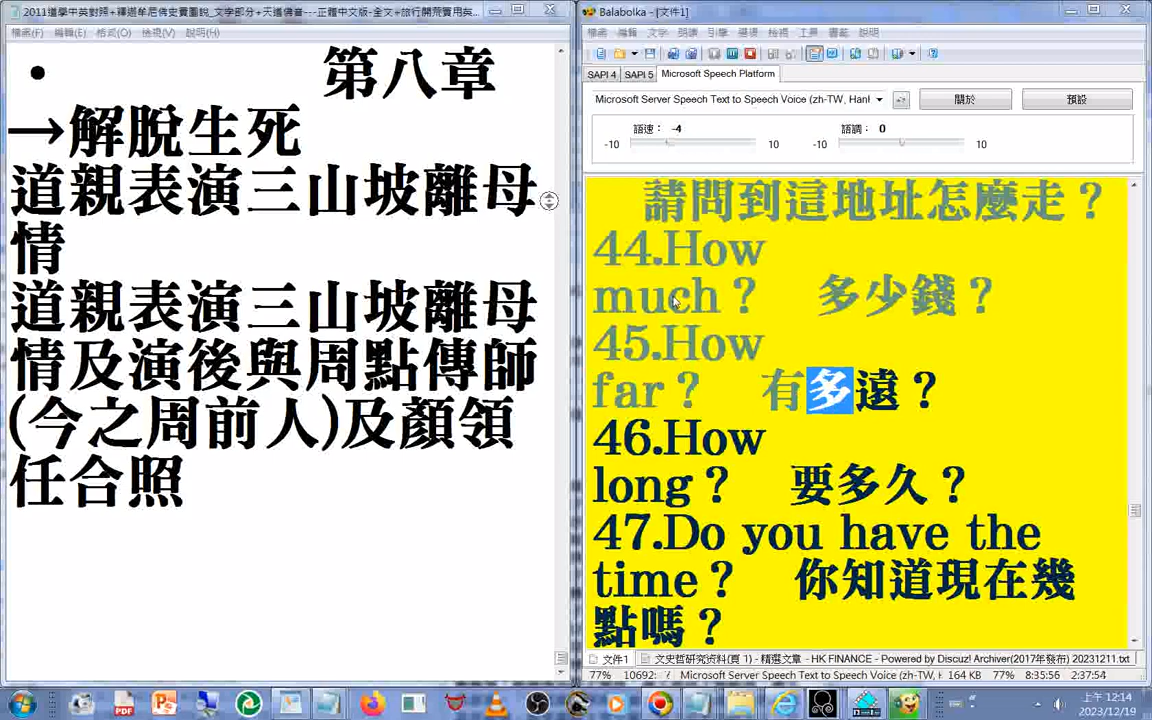 2011道學中英對照+釋迦牟尼佛史蹟圖說_文字部分+天道佛音---正體中文版-全文+旅行開荒實用英...
檔案(F) 編輯(E) 格式(O) 檢視(V) 說明(H)
• 第八章
→解脫生死
道親表演三山坡離母
情
道親表演三山坡離母
情及演後與周點傳師
(今之周前人)及顏領
任合照
Balabolka - [文件1]
檔案 編輯 文字 朗讀 引擎 選項 檢視 工具 書籤 說明
SAPI 4 SAPI 5 Microsoft Speech Platform
Microsoft Server Speech Text to Speech Voice (zh-TW, Hanl
關於 預設
語速： -4 語調： 0
-10 10 -10 10
請問到這地址怎麼走？
44.How
much？ 多少錢？
45.How
far？ 有多遠？
46.How
long？ 要多久？
47.Do you have the
time？ 你知道現在幾
點嗎？
文件1 文史哲研究资料(頁 1) - 精選文章 - HK FINANCE - Powered by Discuz! Archiver(2017年發布) 20231211.txt
77% 10692: Microsoft Server Speech Text to Speech Voice (ze 164 KB 77% 8:35:56 2:37:54
上午 12:14
2023/12/19